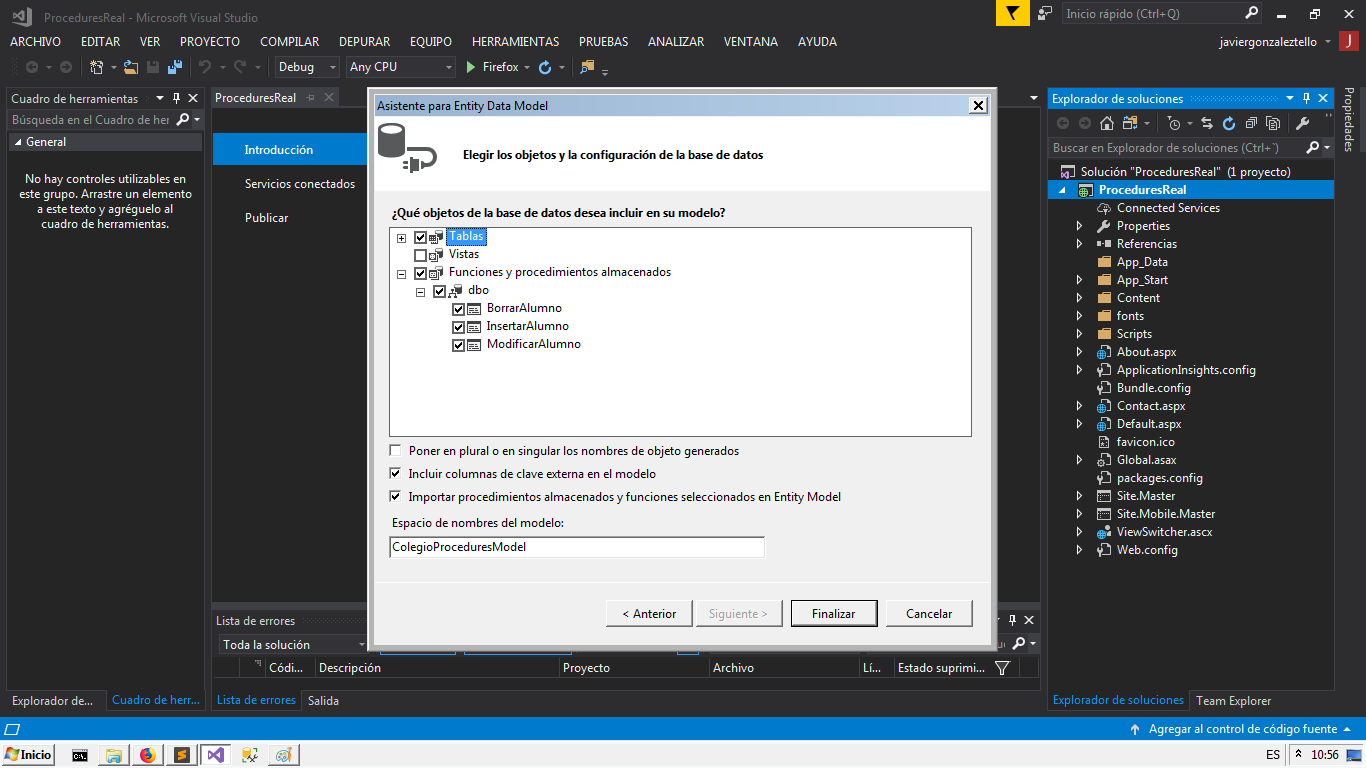 ProceduresReal - Microsoft Visual Studio
Inicio rápido (Ctrl+Q)
ARCHIVO EDITAR VER PROYECTO COMPILAR DEPURAR EQUIPO HERRAMIENTAS PRUEBAS ANALIZAR VENTANA AYUDA
javiergonzaleztello
J
Debug Any CPU Firefox
Cuadro de herramientas
Búsqueda en el Cuadro de her
General
No hay controles utilizables en
este grupo. Arrastre un elemento
a este texto y agréguelo al
cuadro de herramientas.
Explorador de... Cuadro de herr...
ProceduresReal
Introducción
Servicios conectados
Publicar
Asistente para Entity Data Model
Elegir los objetos y la configuración de la base de datos
¿Qué objetos de la base de datos desea incluir en su modelo?
Tablas
Vistas
Funciones y procedimientos almacenados
dbo
BorrarAlumno
InsertarAlumno
ModificarAlumno
Poner en plural o en singular los nombres de objeto generados
Incluir columnas de clave externa en el modelo
Importar procedimientos almacenados y funciones seleccionados en Entity Model
Espacio de nombres del modelo:
ColegioProceduresModel
< Anterior Siguiente > Finalizar Cancelar
Lista de errores
Toda la solución
Códi... Descripción Proyecto Archivo Lí... Estado suprimi...
Lista de errores Salida
Explorador de soluciones
Buscar en Explorador de soluciones (Ctrl+`)
Solución "ProceduresReal" (1 proyecto)
ProceduresReal
Connected Services
Properties
Referencias
App_Data
App_Start
Content
fonts
Scripts
About.aspx
ApplicationInsights.config
Bundle.config
Contact.aspx
Default.aspx
favicon.ico
Global.asax
packages.config
Site.Master
Site.Mobile.Master
ViewSwitcher.ascx
Web.config
Explorador de soluciones Team Explorer
Propiedades
Agregar al control de código fuente
Inicio
ES 10:56